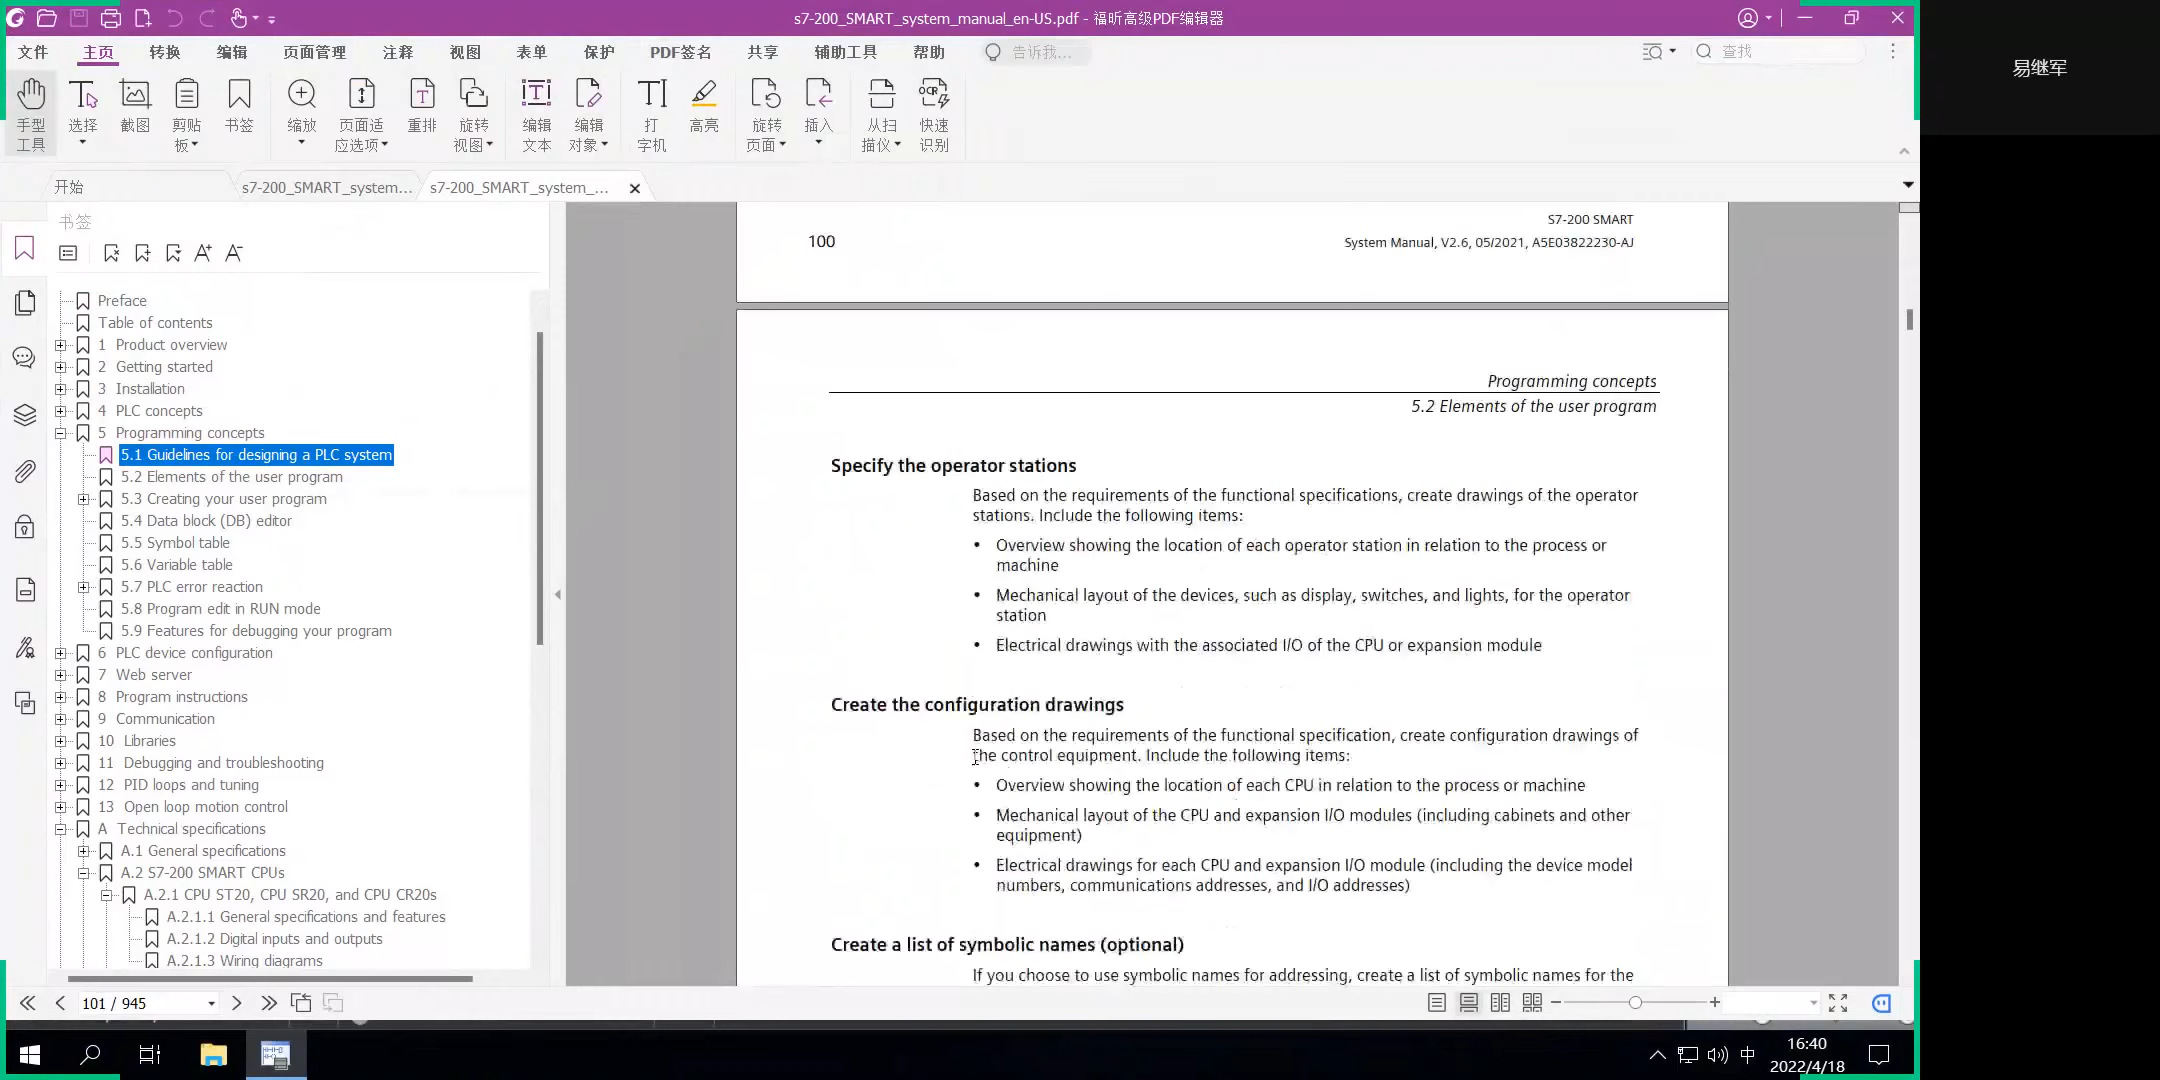 s7-200_SMART_system_manual_en-US.pdf - 福昕高级PDF编辑器
易继军
文件 主页 转换 编辑 页面管理 注释 视图 表单 保护 PDF签名 共享 辅助工具 帮助 告诉我... 查找
手型工具 选择 截图 剪贴板 书签 缩放 页面适应选项 重排 旋转视图 编辑文本 编辑对象 打字机 高亮 旋转页面 插入 从扫描仪 快速识别
开始 s7-200_SMART_system... s7-200_SMART_system_...
书签
Preface
Table of contents
1 Product overview
2 Getting started
3 Installation
4 PLC concepts
5 Programming concepts
5.1 Guidelines for designing a PLC system
5.2 Elements of the user program
5.3 Creating your user program
5.4 Data block (DB) editor
5.5 Symbol table
5.6 Variable table
5.7 PLC error reaction
5.8 Program edit in RUN mode
5.9 Features for debugging your program
6 PLC device configuration
7 Web server
8 Program instructions
9 Communication
10 Libraries
11 Debugging and troubleshooting
12 PID loops and tuning
13 Open loop motion control
A Technical specifications
A.1 General specifications
A.2 S7-200 SMART CPUs
A.2.1 CPU ST20, CPU SR20, and CPU CR20s
A.2.1.1 General specifications and features
A.2.1.2 Digital inputs and outputs
A.2.1.3 Wiring diagrams
S7-200 SMART
100 System Manual, V2.6, 05/2021, A5E03822230-AJ
Programming concepts
5.2 Elements of the user program
Specify the operator stations
Based on the requirements of the functional specifications, create drawings of the operator
stations. Include the following items:
• Overview showing the location of each operator station in relation to the process or
machine
• Mechanical layout of the devices, such as display, switches, and lights, for the operator
station
• Electrical drawings with the associated I/O of the CPU or expansion module
Create the configuration drawings
Based on the requirements of the functional specification, create configuration drawings of
the control equipment. Include the following items:
• Overview showing the location of each CPU in relation to the process or machine
• Mechanical layout of the CPU and expansion I/O modules (including cabinets and other
equipment)
• Electrical drawings for each CPU and expansion I/O module (including the device model
numbers, communications addresses, and I/O addresses)
Create a list of symbolic names (optional)
If you choose to use symbolic names for addressing, create a list of symbolic names for the
101 / 945
中
16:40
2022/4/18